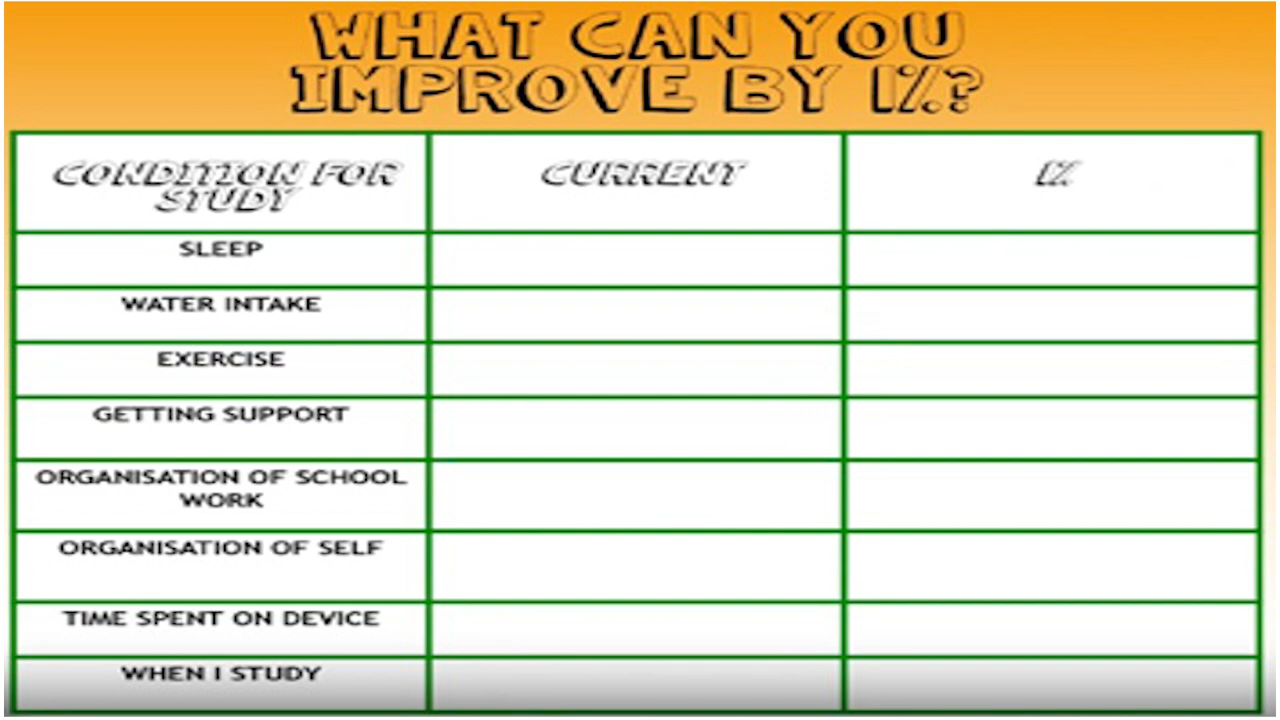 WHAT CAN YOU
IMPROVE BY 1%?
CONDITION FOR
STUDY
CURRENT
1%
SLEEP
WATER INTAKE
EXERCISE
GETTING SUPPORT
ORGANISATION OF SCHOOL
WORK
ORGANISATION OF SELF
TIME SPENT ON DEVICE
WHEN I STUDY